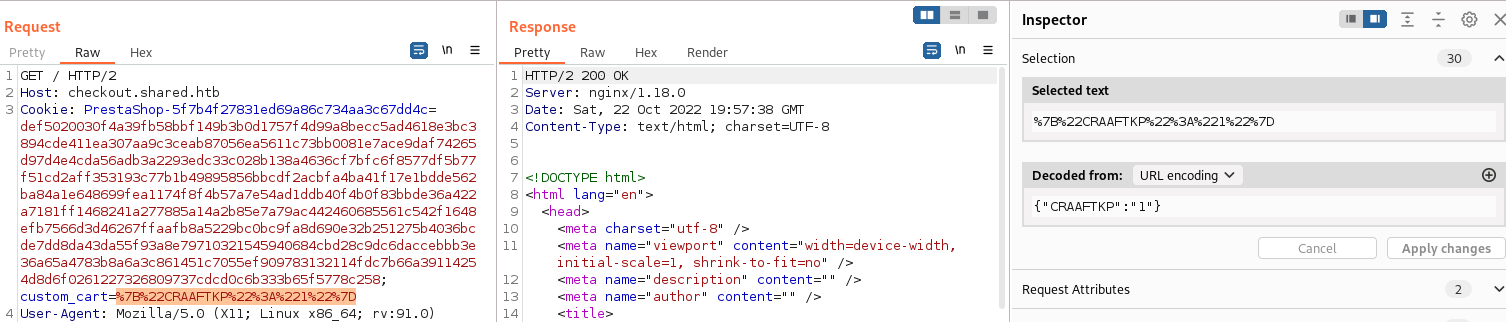 Request
Pretty Raw Hex \n
1 GET / HTTP/2
2 Host: checkout.shared.htb
3 Cookie: PrestaShop-5f7b4f27831ed69a86c734aa3c67dd4c=
def5020030f4a39fb58bbf149b3b0d1757f4d99a8becc5ad4618e3bc3
894cde411ea307aa9c3ceab87056ea5611c73bb0081e7ace9daf74265
d97d4e4cda56adb3a2293edc33c028b138a4636cf7bfc6f8577df5b77
f51cd2aff353193c77b1b49895856bbcdf2acbfa4ba41f17e1bdde562
ba84a1e648699fea1174f8f4b57a7e54ad1ddb40f4b0f83bbde36a422
a7181ff1468241a277885a14a2b85e7a79ac442460685561c542f1648
efb7566d3d46267ffaafb8a5229bc0bc9fa8d690e32b251275b4036bc
de7dd8da43da55f93a8e797103215459406​84cbd28c9dc6daccebbb3e
36a65a4783b8a6a3c861451c7055ef909783132114fdc7b66a3911425
4d8d6f0261227326809737cdcd0c6b333b65f5778c258;
custom_cart=%7B%22CRAAFTKP%22%3A%221%22%7D
4 User-Agent: Mozilla/5.0 (X11; Linux x86_64; rv:91.0)
Response
Pretty Raw Hex Render \n
1 HTTP/2 200 OK
2 Server: nginx/1.18.0
3 Date: Sat, 22 Oct 2022 19:57:38 GMT
4 Content-Type: text/html; charset=UTF-8
5
6
7 <!DOCTYPE html>
8 <html lang="en">
9 <head>
10 <meta charset="utf-8" />
11 <meta name="viewport" content="width=device-width,
initial-scale=1, shrink-to-fit=no" />
12 <meta name="description" content="" />
13 <meta name="author" content="" />
14 <title>
Inspector
Selection 30
Selected text
%7B%22CRAAFTKP%22%3A%221%22%7D
Decoded from: URL encoding
{"CRAAFTKP":"1"}
Cancel Apply changes
Request Attributes 2